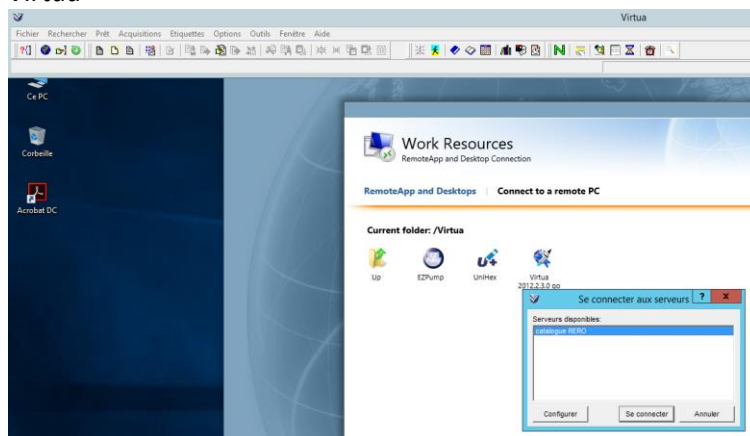 Virtua
Fichier Rechercher Prêt Acquisitions Etiquettes Options Outils Fenêtre Aide
Ce PC
Corbeille
Acrobat DC
Work Resources
RemoteApp and Desktop Connection
RemoteApp and Desktops | Connect to a remote PC
Current folder: /Virtua
Up EZPump UniHex Virtua
2012.2.3.0 go
Se connecter aux serveurs ? X
Serveurs disponibles:
catalogue RERO
Configurer Se connecter Annuler